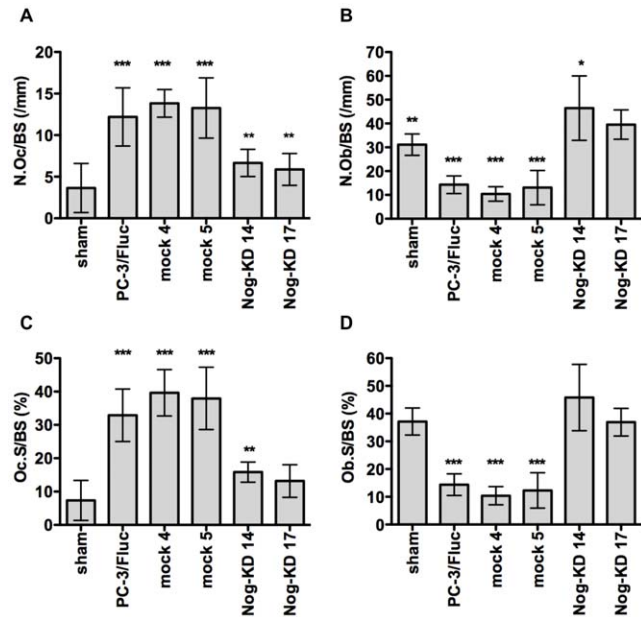 A
N.Oc/BS (/mm)
20
15
10
5
0
*** *** *** ** **
sham PC-3/Fluc mock 4 mock 5 Nog-KD 14 Nog-KD 17
B
N.Ob/BS (/mm)
70
60
50
40
30
20
10
0
** *** *** *** *
sham PC-3/Fluc mock 4 mock 5 Nog-KD 14 Nog-KD 17
C
Oc.S/BS (%)
50
40
30
20
10
0
*** *** *** **
sham PC-3/Fluc mock 4 mock 5 Nog-KD 14 Nog-KD 17
D
Ob.S/BS (%)
60
50
40
30
20
10
0
*** *** ***
sham PC-3/Fluc mock 4 mock 5 Nog-KD 14 Nog-KD 17